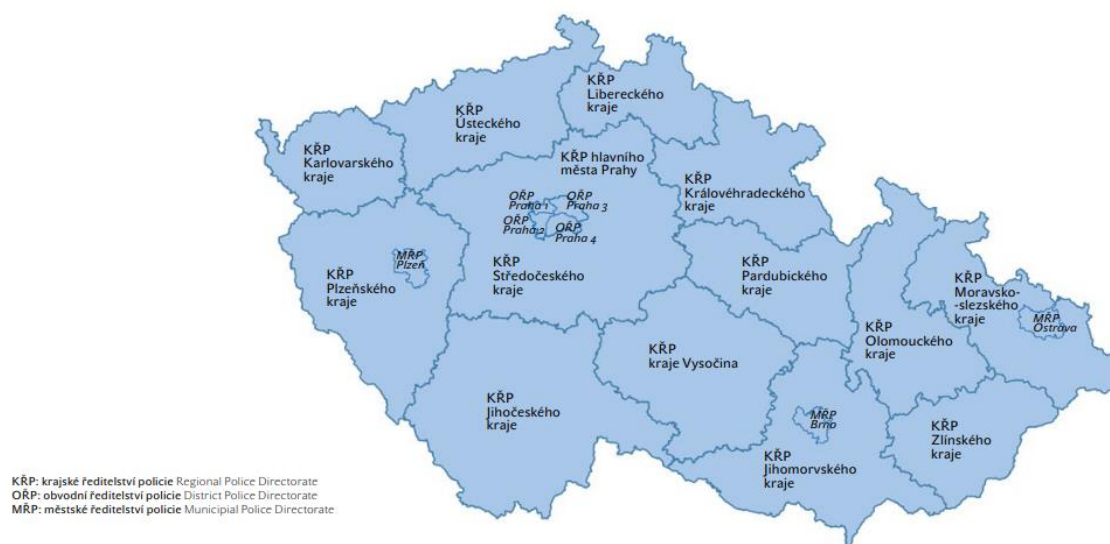 KŘP
Libereckého
kraje
KŘP
Ústeckého
kraje
KŘP
Karlovarského
kraje
KŘP hlavního
města Prahy
KŘP
Královéhradeckého
kraje
OŘP
Praha 1
OŘP
Praha 3
OŘP
Praha 2
OŘP
Praha 4
MŘP
Plzeň
KŘP
Plzeňského
kraje
KŘP
Středočeského
kraje
KŘP
Pardubického
kraje
KŘP
Moravsko-
-slezského
kraje
MŘP
Ostrava
KŘP
Olomouckého
kraje
KŘP
kraje Vysočina
KŘP
Jihočeského
kraje
MŘP
Brno
KŘP
Zlínského
kraje
KŘP
Jihomorvského
kraje
KŘP: krajské ředitelství policie Regional Police Directorate
OŘP: obvodní ředitelství policie District Police Directorate
MŘP: městské ředitelství policie Municipial Police Directorate